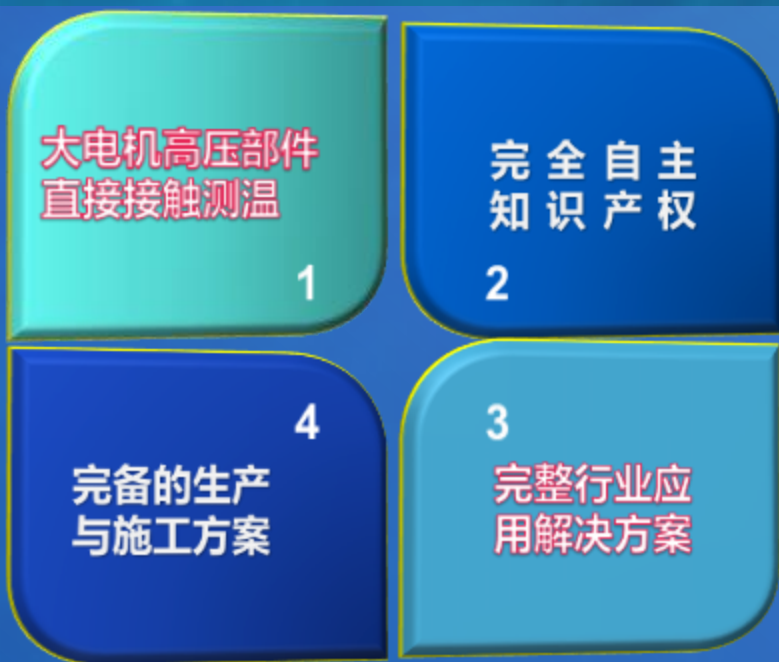 大电机高压部件
直接接触测温
1
完全自主
知识产权
2
3
完整行业应
用解决方案
4
完备的生产
与施工方案